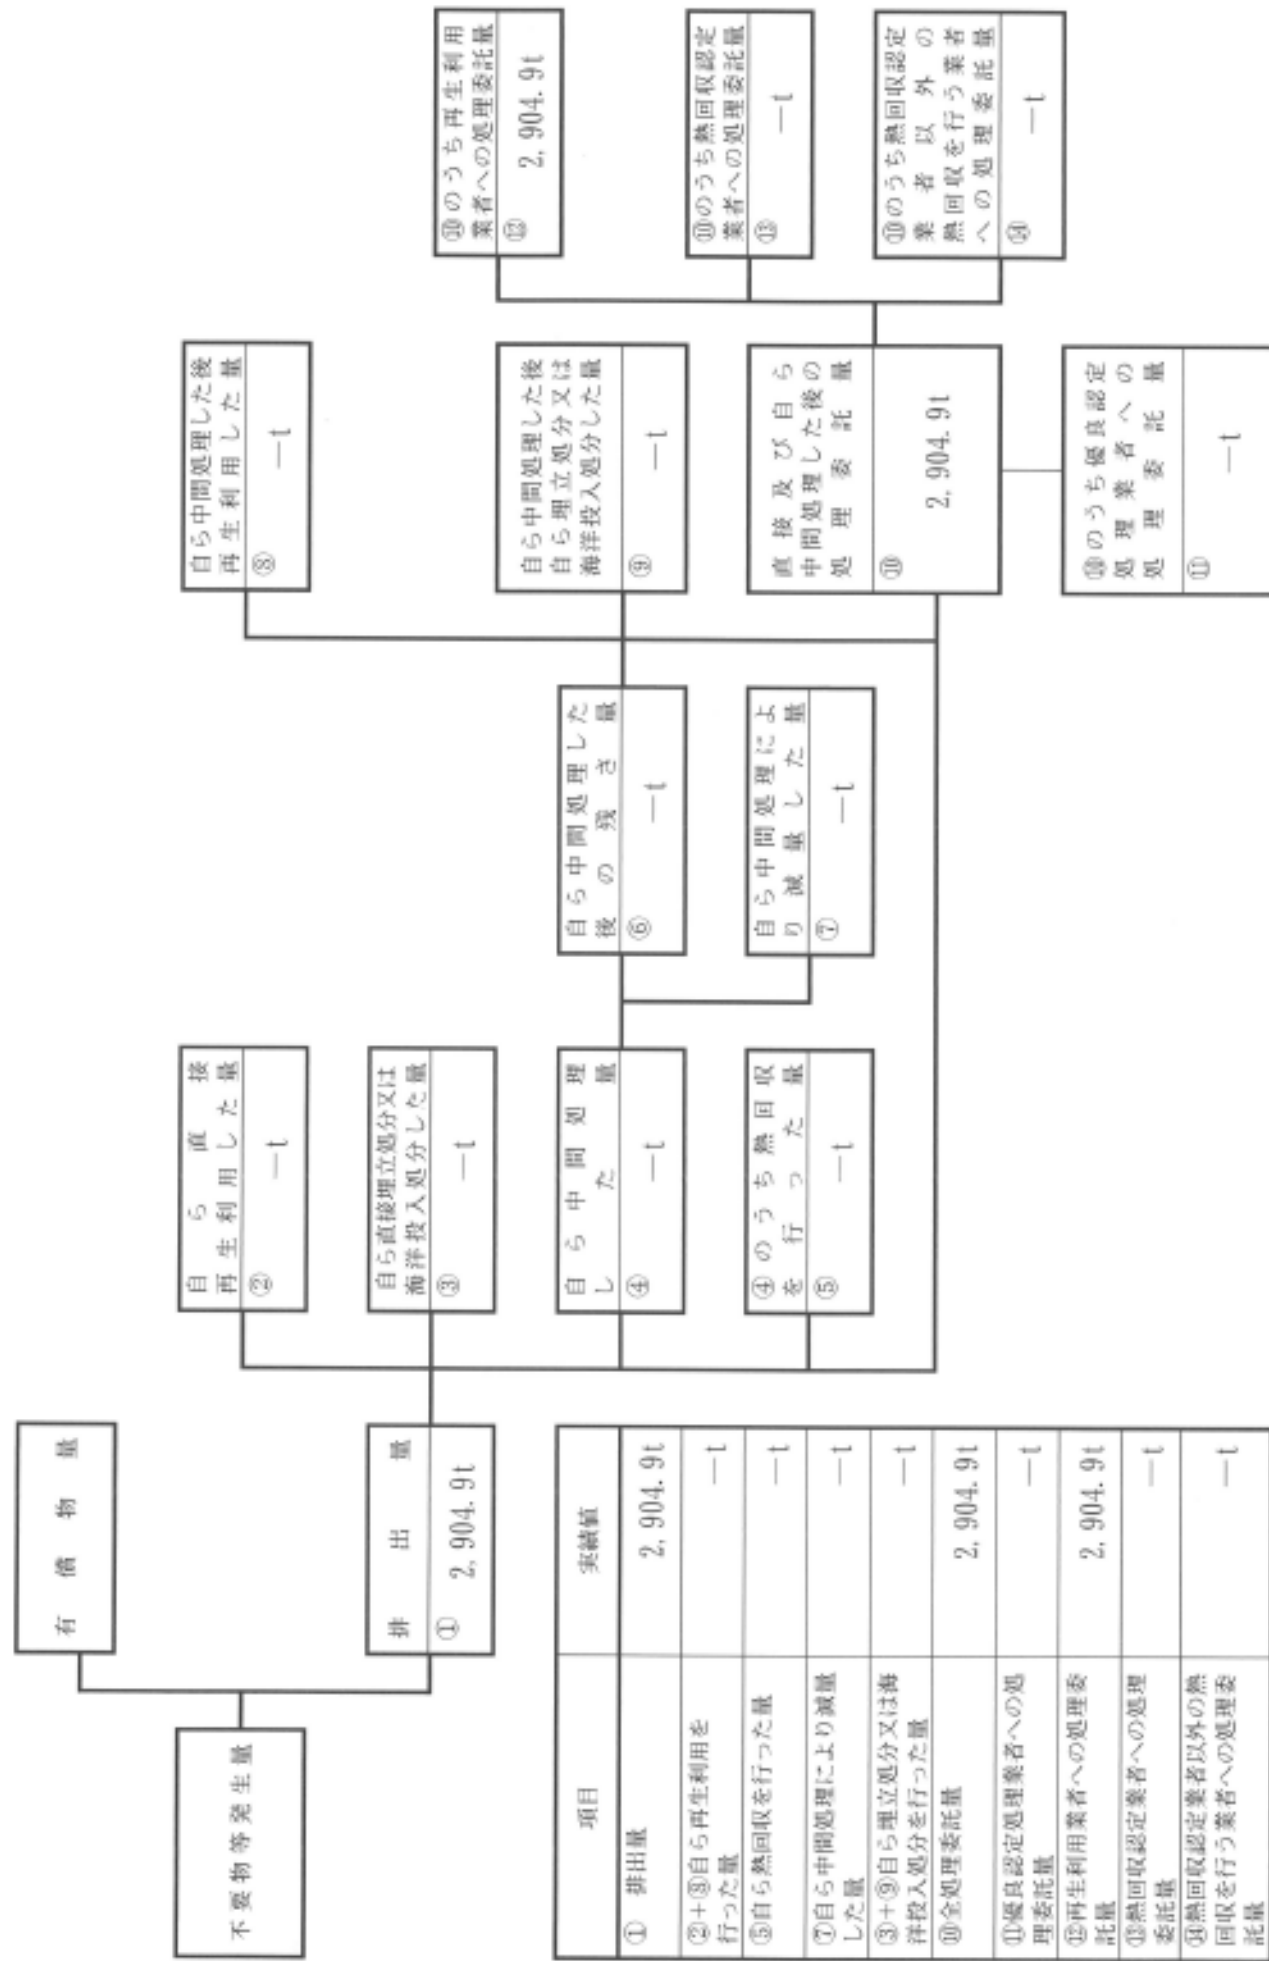 不要物等発生量
有償物量
排出量
① 2,904.9t
自ら直接
再生利用した量
② ―t
自ら直接埋立処分又は
海洋投入処分した量
③ ―t
自ら中間処理
した量
④ ―t
④のうち熱回収
を行った量
⑤ ―t
自ら中間処理した
後の残さ量
⑥ ―t
自ら中間処理によ
り減量した量
⑦ ―t
自ら中間処理した後
再生利用した量
⑧ ―t
自ら中間処理した後
自ら埋立処分又は
海洋投入処分した量
⑨ ―t
直接及び自ら
中間処理した後の
処理委託量
⑩ 2,904.9t
⑩のうち優良認定
処理業者への
処理委託量
⑪ ―t
⑩のうち再生利用
業者への処理委託量
⑫ 2,904.9t
⑩のうち熱回収認定
業者への処理委託量
⑬ ―t
⑩のうち熱回収認定
業者以外の
熱回収を行う業者
への処理委託量
⑭ ―t
項目 実績値
① 排出量 2,904.9t
②+⑧自ら再生利用を
行った量 ―t
⑤自ら熱回収を行った量 ―t
⑦自ら中間処理により減量
した量 ―t
③+⑨自ら埋立処分又は海
洋投入処分を行った量 ―t
⑩全処理委託量 2,904.9t
⑪優良認定処理業者への処
理委託量 ―t
⑫再生利用業者への処理委
託量 2,904.9t
⑬熱回収認定業者への処理
委託量 ―t
⑭熱回収認定業者以外の熱
回収を行う業者への処理委
託量 ―t